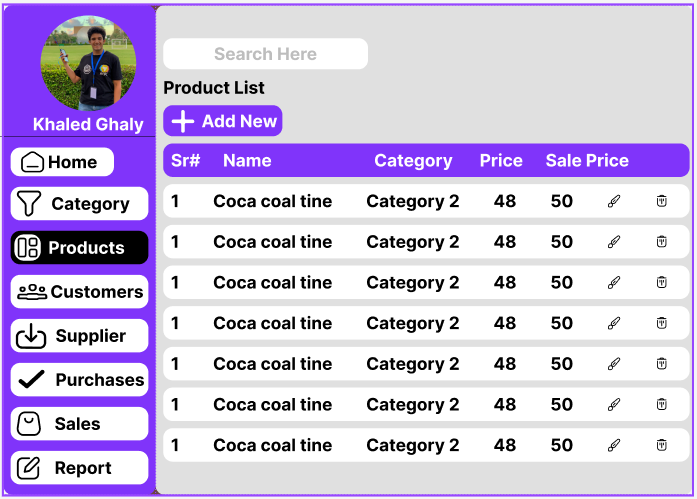 Khaled Ghaly
Home
Category
Products
Customers
Supplier
Purchases
Sales
Report
Search Here
Product List
Add New
Sr# Name Category Price Sale Price
1 Coca coal tine Category 2 48 50
1 Coca coal tine Category 2 48 50
1 Coca coal tine Category 2 48 50
1 Coca coal tine Category 2 48 50
1 Coca coal tine Category 2 48 50
1 Coca coal tine Category 2 48 50
1 Coca coal tine Category 2 48 50